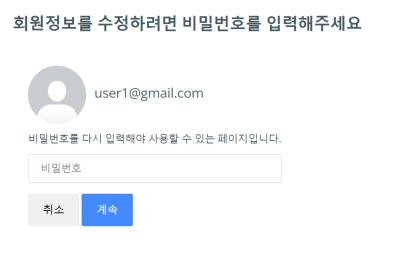 회원정보를 수정하려면 비밀번호를 입력해주세요
user1@gmail.com
비밀번호를 다시 입력해야 사용할 수 있는 페이지입니다.
비밀번호
취소 계속